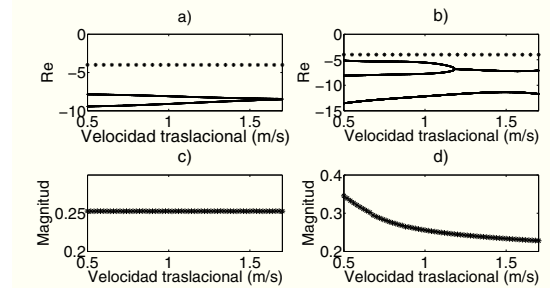 a)
0
−5
−10
Re
0.5 1 1.5
Velocidad traslacional (m/s)
b)
0
−5
−10
−15
Re
0.5 1 1.5
Velocidad traslacional (m/s)
c)
0.25
0.2
Magnitud
0.5 1 1.5
Velocidad traslacional (m/s)
d)
0.4
0.3
0.2
Magnitud
0.5 1 1.5
Velocidad traslacional (m/s)